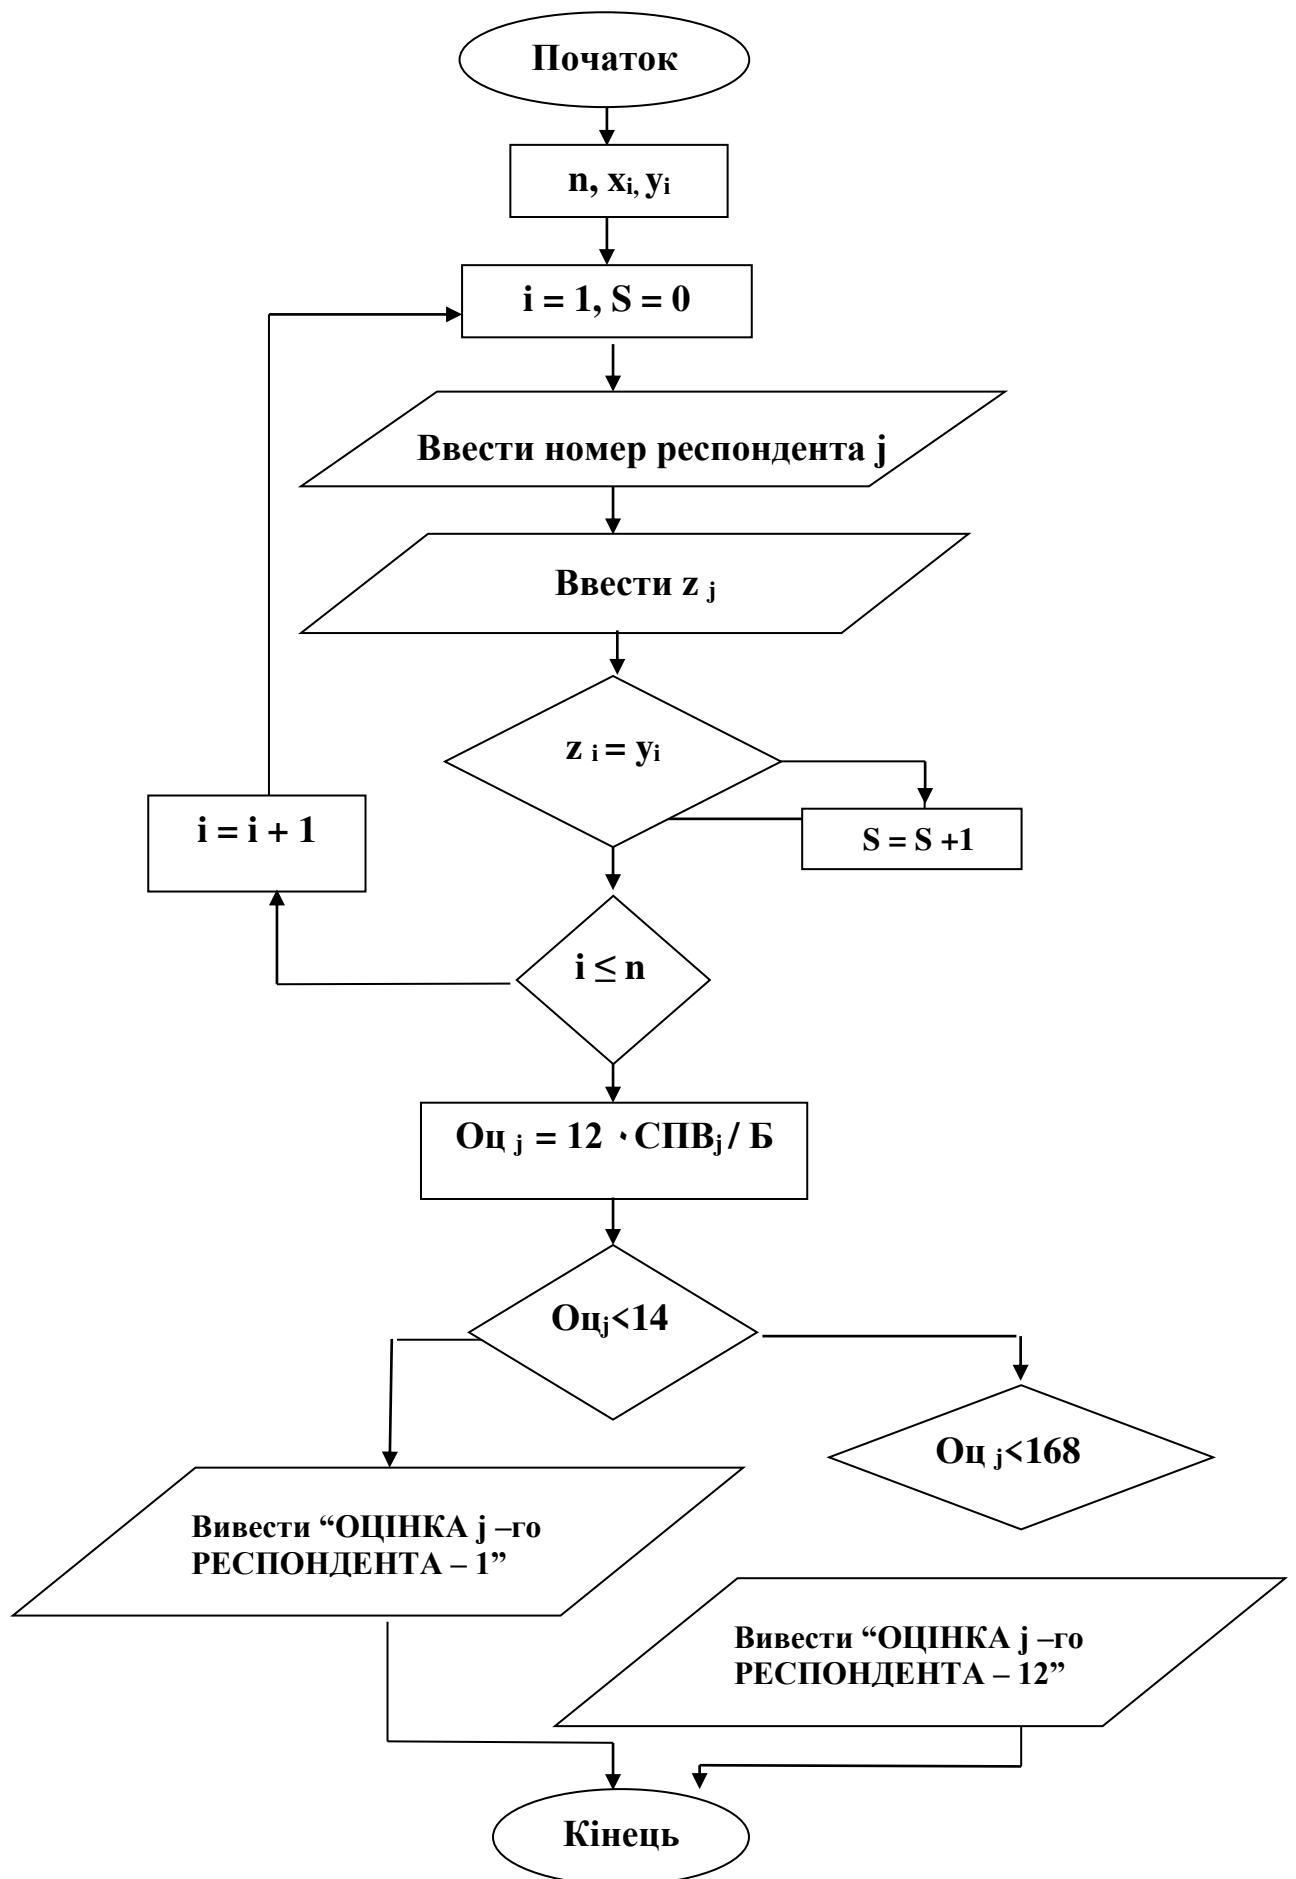 Початок
n, xi, yi
i = 1, S = 0
Ввести номер респондента j
Ввести z j
z i = yi
i = i + 1
S = S +1
i ≤ n
Оц j = 12 · СПВj / Б
Оцj<14
Оц j<168
Вивести “ОЦІНКА j –го
РЕСПОНДЕНТА – 1”
Вивести “ОЦІНКА j –го
РЕСПОНДЕНТА – 12”
Кінець